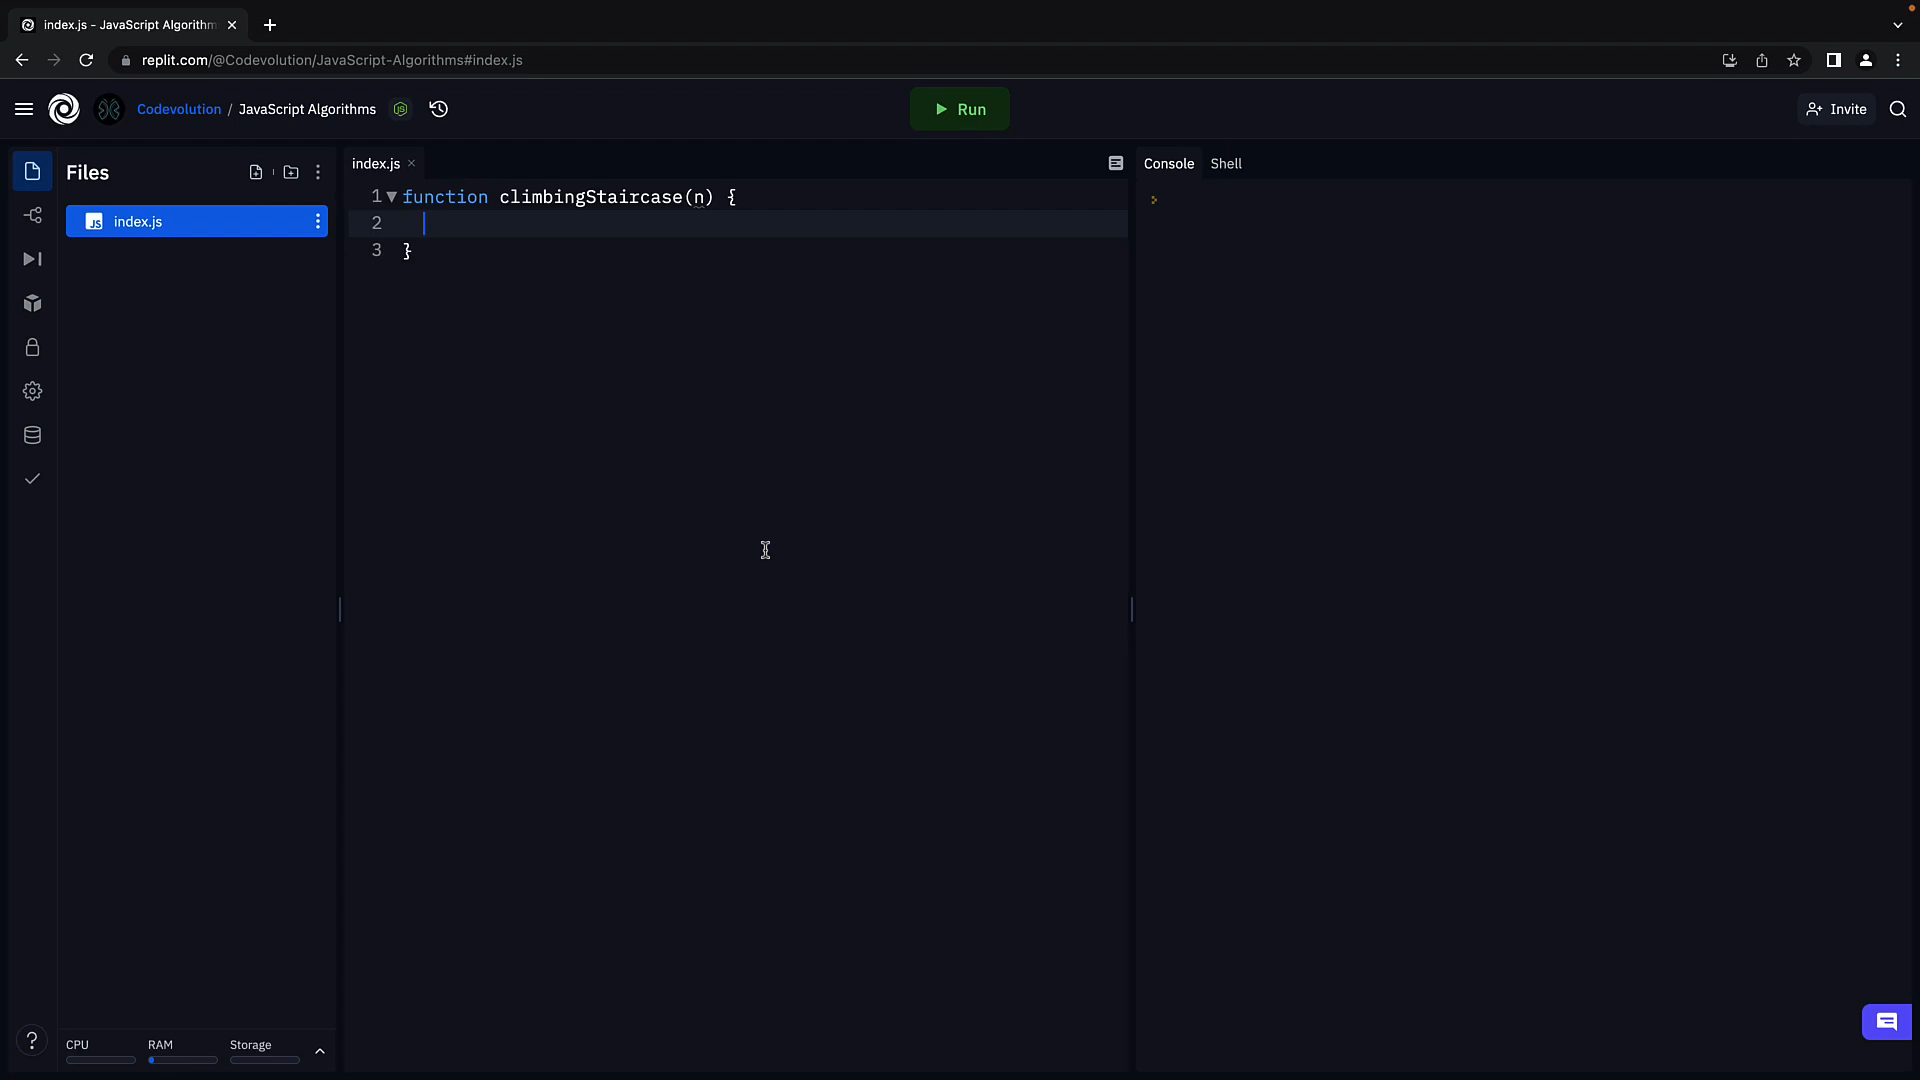 index.js - JavaScript Algorithm
replit.com/@Codevolution/JavaScript-Algorithms#index.js
Codevolution / JavaScript Algorithms
Run
Invite
Files
index.js
JS index.js
Console
Shell
1 function climbingStaircase(n) {
2
3 }
CPU
RAM
Storage